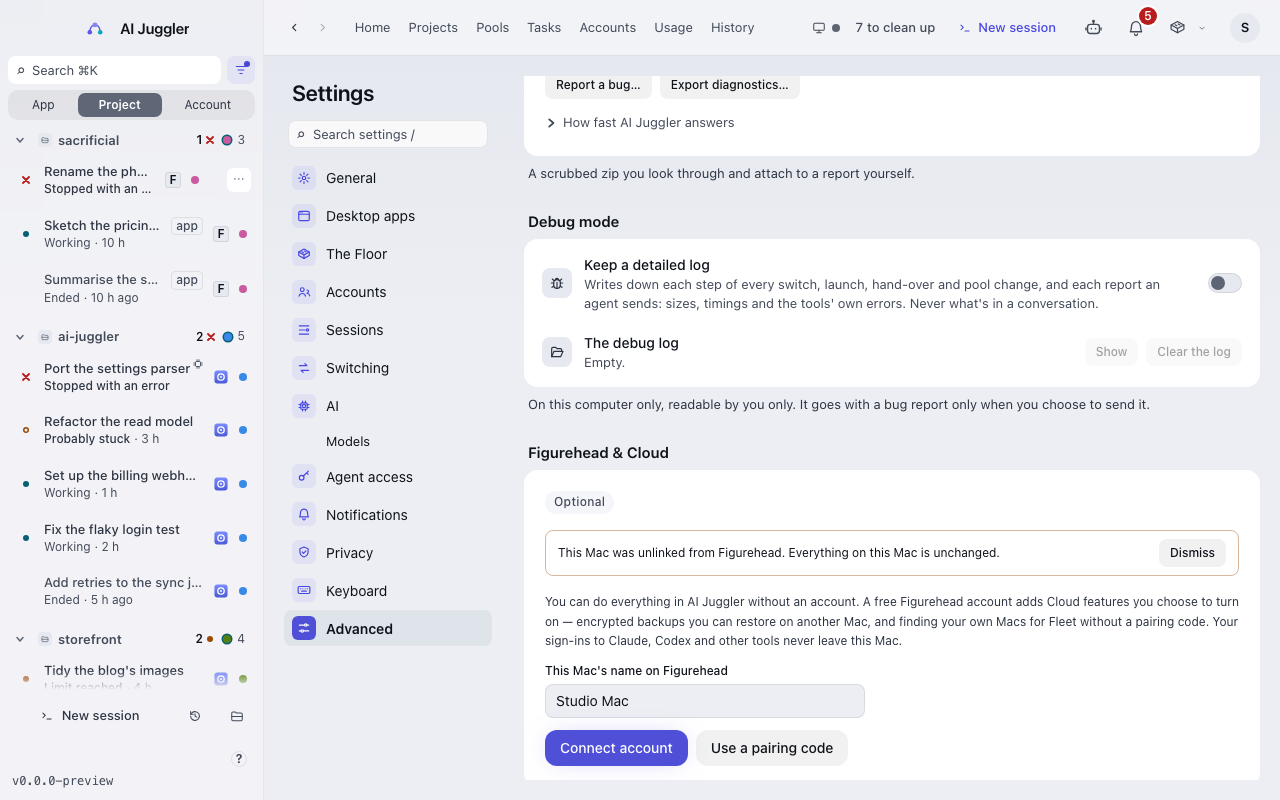 AI Juggler
Search ⌘K
App
Project
Account
sacrificial
1
3
Rename the ph...
Stopped with an ...
F
Sketch the pricin...
app
Working · 10 h
F
Summarise the s...
app
Ended · 10 h ago
F
ai-juggler
2
5
Port the settings parser
Stopped with an error
Refactor the read model
Probably stuck · 3 h
Set up the billing webh...
Working · 1 h
Fix the flaky login test
Working · 2 h
Add retries to the sync j...
Ended · 5 h ago
storefront
2
4
Tidy the blog's images
Limit reached · 4 h
New session
?
v0.0.0-preview
Home
Projects
Pools
Tasks
Accounts
Usage
History
7 to clean up
New session
5
S
Settings
Search settings /
General
Desktop apps
The Floor
Accounts
Sessions
Switching
AI
Models
Agent access
Notifications
Privacy
Keyboard
Advanced
Report a bug...
Export diagnostics...
How fast AI Juggler answers
A scrubbed zip you look through and attach to a report yourself.
Debug mode
Keep a detailed log
Writes down each step of every switch, launch, hand-over and pool change, and each report an
agent sends: sizes, timings and the tools' own errors. Never what's in a conversation.
The debug log
Empty.
Show
Clear the log
On this computer only, readable by you only. It goes with a bug report only when you choose to send it.
Figurehead & Cloud
Optional
This Mac was unlinked from Figurehead. Everything on this Mac is unchanged.
Dismiss
You can do everything in AI Juggler without an account. A free Figurehead account adds Cloud features you choose to turn
on — encrypted backups you can restore on another Mac, and finding your own Macs for Fleet without a pairing code. Your
sign-ins to Claude, Codex and other tools never leave this Mac.
This Mac's name on Figurehead
Studio Mac
Connect account
Use a pairing code